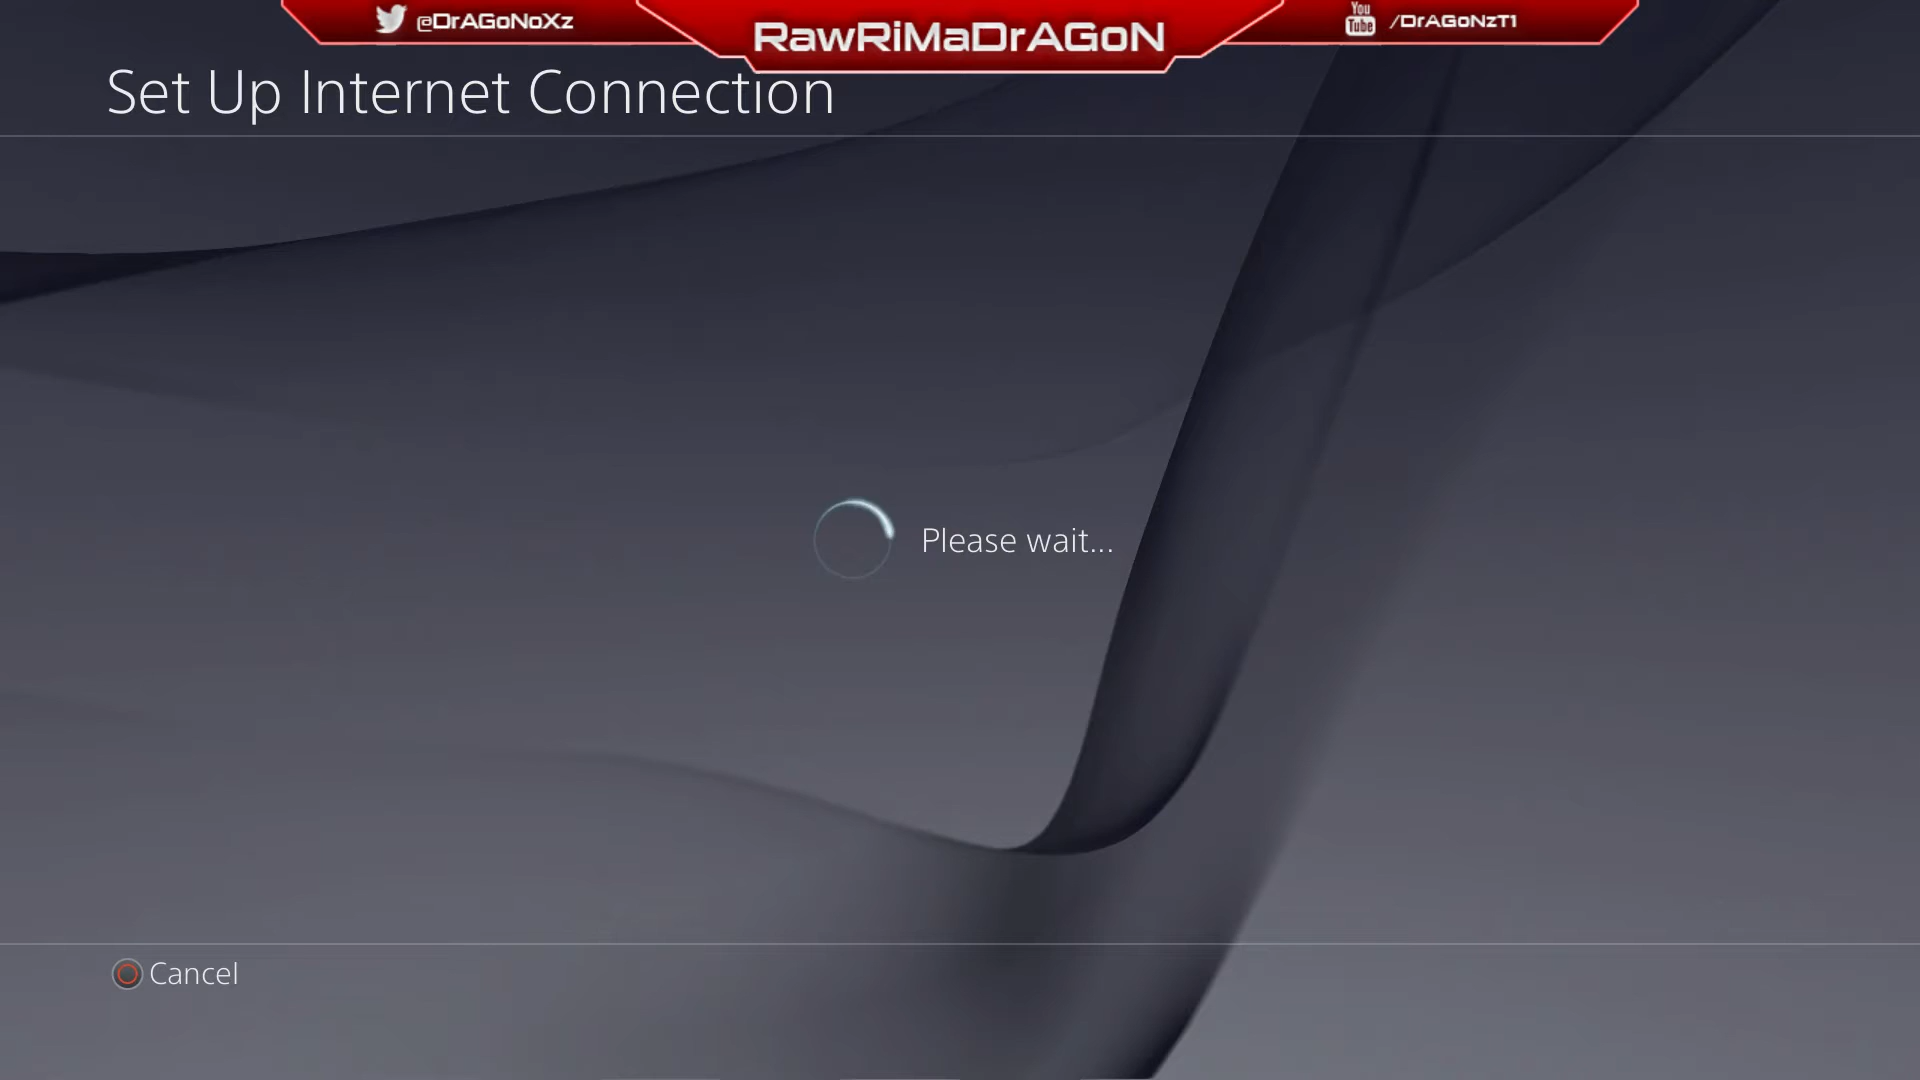 @DrAGoNoXz
RawRiMaDrAGoN
You
Tube
/DrAGoNzT1
Set Up Internet Connection
Please wait...
Cancel